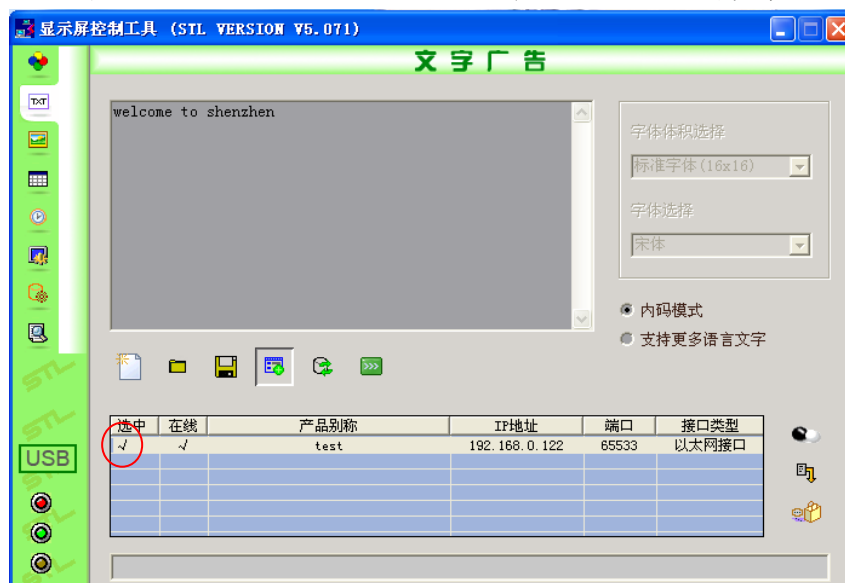 显示屏控制工具 (STL VERSION V5.071)
文字广告
TXT
welcome to shenzhen
字体体积选择
标准字体(16x16)
字体选择
宋体
内码模式
支持更多语言文字
STL
STL
选中 在线 产品别称 IP地址 端口 接口类型
√ √ test 192.168.0.122 65533 以太网接口
USB
STL
STL
STL